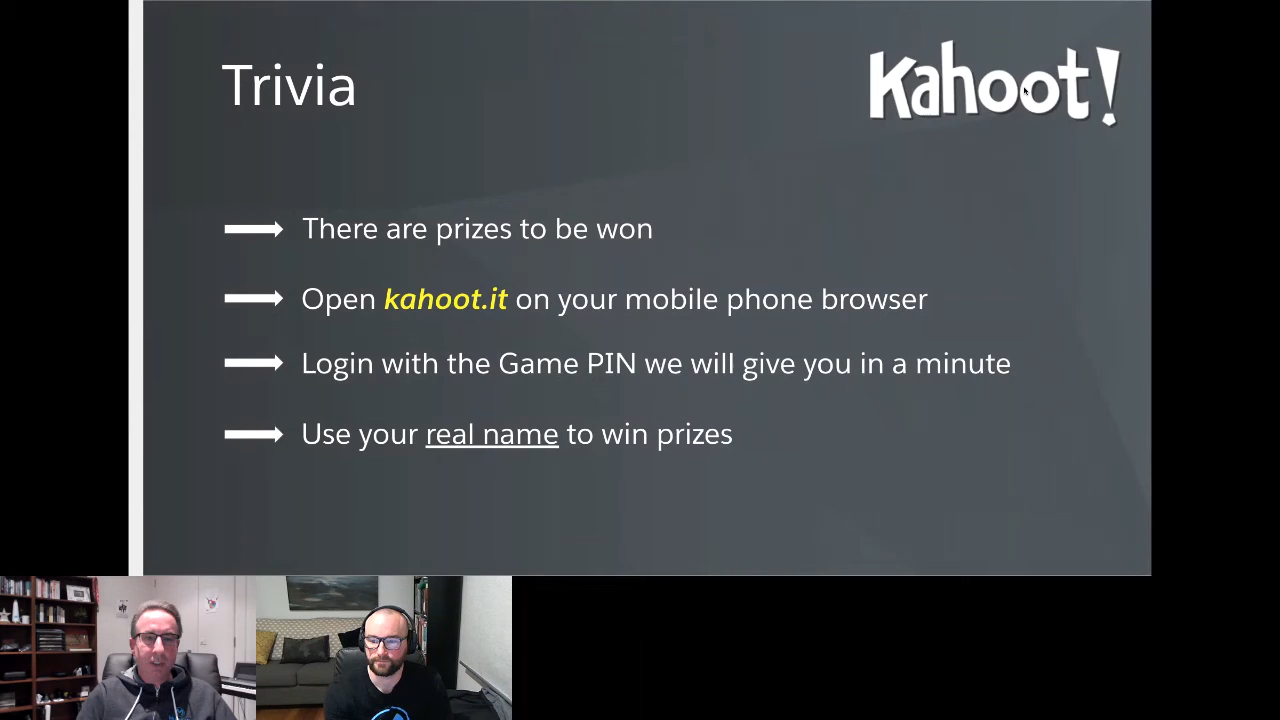 Trivia
Kahoot!
There are prizes to be won
Open kahoot.it on your mobile phone browser
Login with the Game PIN we will give you in a minute
Use your real name to win prizes